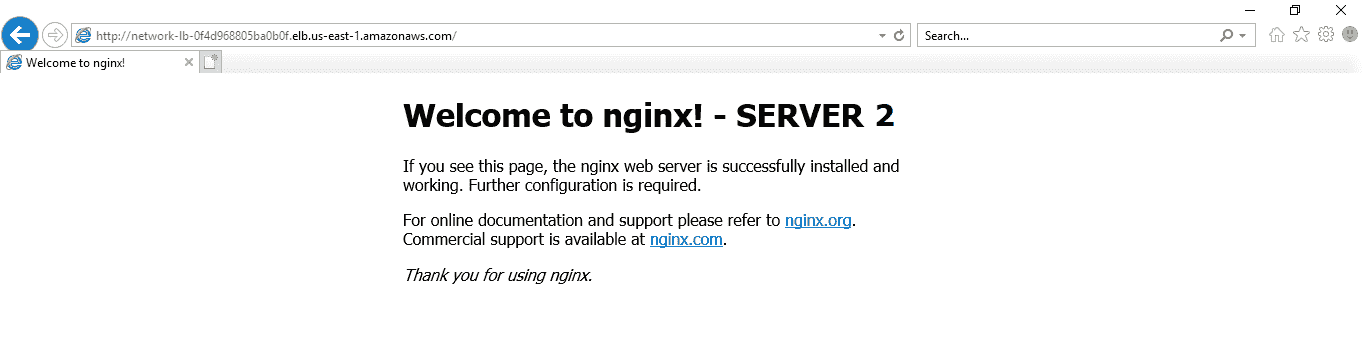 http://network-lb-0f4d968805ba0b0f.elb.us-east-1.amazonaws.com/
Search...
Welcome to nginx!
Welcome to nginx! - SERVER 2
If you see this page, the nginx web server is successfully installed and
working. Further configuration is required.
For online documentation and support please refer to nginx.org.
Commercial support is available at nginx.com.
Thank you for using nginx.